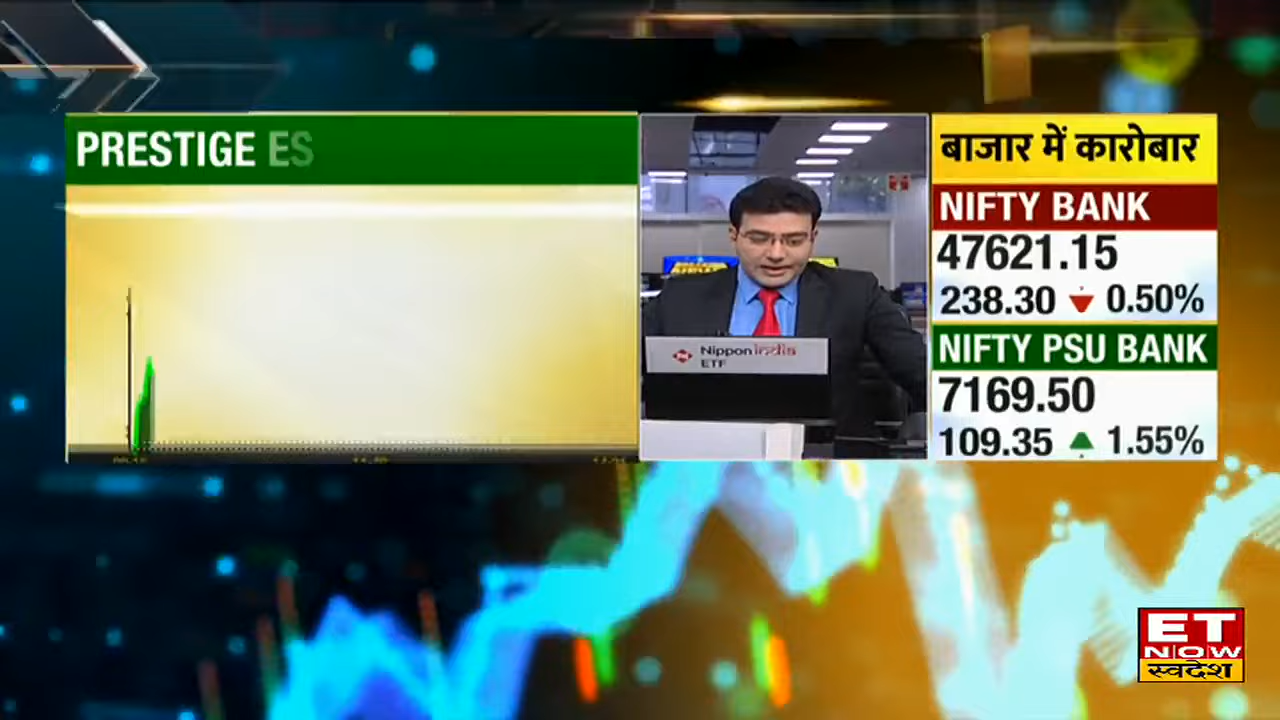 PRESTIGE ES
Nippon india
ETF
बाजार में कारोबार
NIFTY BANK
47621.15
238.30 0.50%
NIFTY PSU BANK
7169.50
109.35 1.55%
ET
NOW
स्वदेश